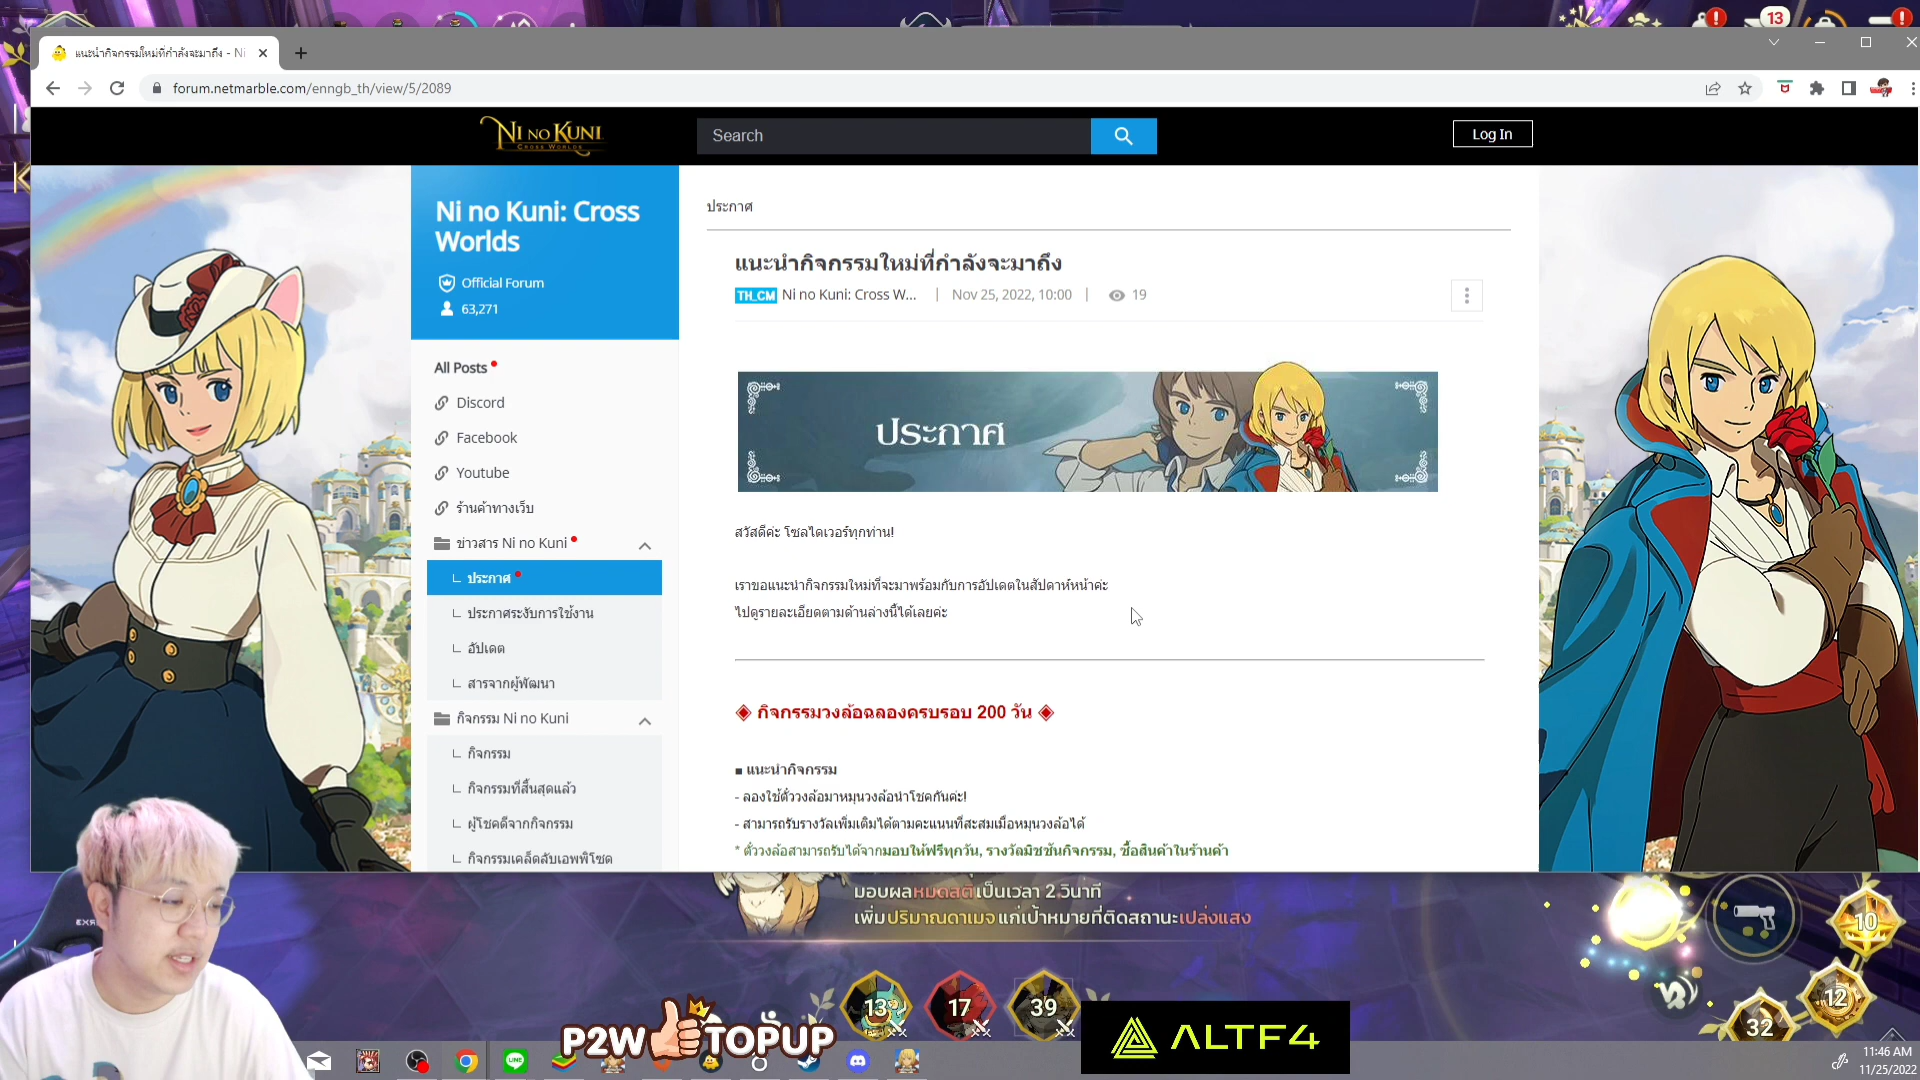 13
แนะนำกิจกรรมใหม่ที่กำลังจะมาถึง - Ni
forum.netmarble.com/enngb_th/view/5/2089
NI NO KUNI
CROSS WORLDS
Search
Log In
Ni no Kuni: Cross
Worlds
Official Forum
63,271
All Posts
Discord
Facebook
Youtube
ร้านค้าทางเว็บ
ข่าวสาร Ni no Kuni
ประกาศ
ประกาศระงับการใช้งาน
อัปเดต
สารจากผู้พัฒนา
กิจกรรม Ni no Kuni
กิจกรรม
กิจกรรมที่สิ้นสุดแล้ว
ผู้โชคดีจากกิจกรรม
กิจกรรมเคล็ดลับเอพพิโซด
ประกาศ
แนะนำกิจกรรมใหม่ที่กำลังจะมาถึง
TH_CM Ni no Kuni: Cross W... | Nov 25, 2022, 10:00 | 19
ประกาศ
สวัสดีค่ะ โซลไดเวอร์ทุกท่าน!
เราขอแนะนำกิจกรรมใหม่ที่จะมาพร้อมกับการอัปเดตในสัปดาห์หน้าค่ะ
ไปดูรายละเอียดตามด้านล่างนี้ได้เลยค่ะ
◈ กิจกรรมวงล้อฉลองครบรอบ 200 วัน ◈
■ แนะนำกิจกรรม
- ลองใช้ตั๋ววงล้อมาหมุนวงล้อนำโชคกันค่ะ!
- สามารถรับรางวัลเพิ่มเติมได้ตามคะแนนที่สะสมเมื่อหมุนวงล้อได้
* ตั๋ววงล้อสามารถรับได้จากมอบให้ฟรีทุกวัน, รางวัลมิชชันกิจกรรม, ซื้อสินค้าในร้านค้า
มอบผลหมดสติเป็นเวลา 2 วินาที
เพิ่มปริมาณดาเมจแก่เป้าหมายที่ติดสถานะเปล่งแสง
10
12
32
13
17
39
P2W TOPUP
ALTF4
11:46 AM
11/25/2022